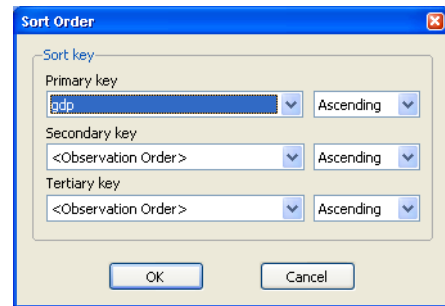 Sort Order
Sort key
Primary key
gdp Ascending
Secondary key
<Observation Order> Ascending
Tertiary key
<Observation Order> Ascending
OK Cancel